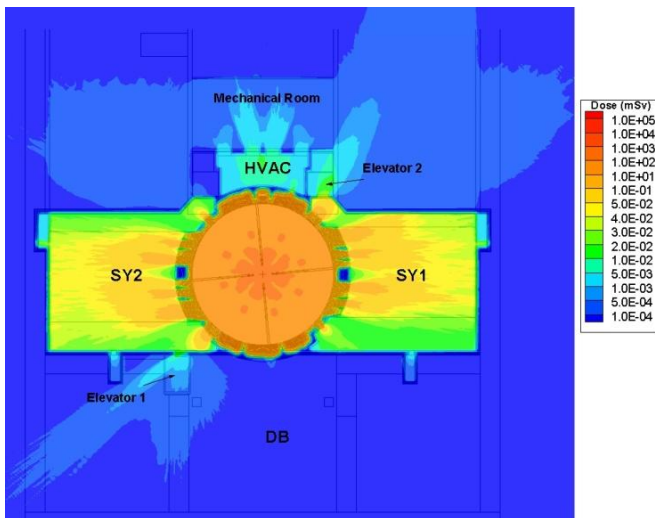 Mechanical Room
HVAC
Elevator 2
SY2
SY1
Elevator 1
DB
Dose (mSv)
1.0E+05
1.0E+04
1.0E+03
1.0E+02
1.0E+01
1.0E-01
5.0E-02
4.0E-02
3.0E-02
2.0E-02
1.0E-02
5.0E-03
1.0E-03
5.0E-04
1.0E-04